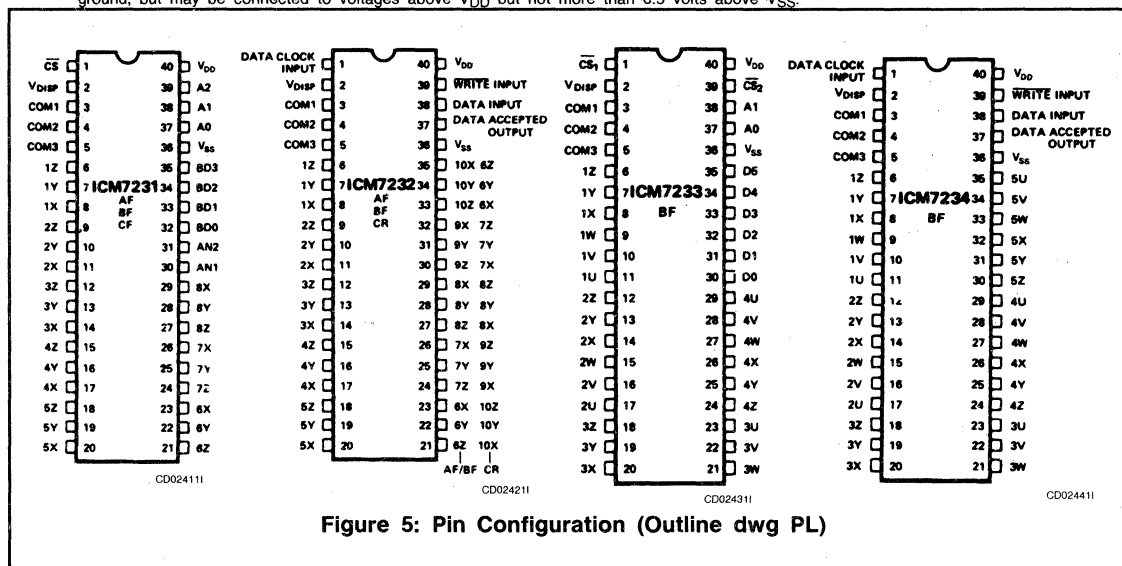 ground, but may be connected to voltages above VDD but not more than 6.5 volts above VSS.
CS 1 40 VDD
VDISP 2 39 A2
COM1 3 38 A1
COM2 4 37 A0
COM3 5 36 VSS
1Z 6 35 BD3
1Y 7 ICM7231 34 BD2
1X 8 AF 33 BD1
2Z 9 BF CF 32 BD0
2Y 10 31 AN2
2X 11 30 AN1
3Z 12 29 8X
3Y 13 28 8Y
3X 14 27 8Z
4Z 15 26 7X
4Y 16 25 7Y
4X 17 24 7Z
5Z 18 23 6X
5Y 19 22 6Y
5X 20 21 6Z
CD02411I
DATA CLOCK INPUT 1 40 VDD
VDISP 2 39 WRITE INPUT
COM1 3 38 DATA INPUT
COM2 4 37 DATA ACCEPTED OUTPUT
COM3 5 36 VSS
1Z 6 35 10X 6Z
1Y 7 ICM7232 34 10Y 6Y
1X 8 AF 33 10Z 6X
2Z 9 BF CR 32 9X 7Z
2Y 10 31 9Y 7Y
2X 11 30 9Z 7X
3Z 12 29 8X 8Z
3Y 13 28 8Y 8Y
3X 14 27 8Z 8X
4Z 15 26 7X 9Z
4Y 16 25 7Y 9Y
4X 17 24 7Z 9X
5Z 18 23 6X 10Z
5Y 19 22 6Y 10Y
5X 20 21 6Z 10X
AF/BF CR
CD02421I
CS1 1 40 VDD
VDISP 2 39 CS2
COM1 3 38 A1
COM2 4 37 A0
COM3 5 36 VSS
1Z 6 35 D5
1Y 7 ICM7233 34 D4
1X 8 BF 33 D3
1W 9 32 D2
1V 10 31 D1
1U 11 30 D0
2Z 12 29 4U
2Y 13 28 4V
2X 14 27 4W
2W 15 26 4X
2V 16 25 4Y
2U 17 24 4Z
3Z 18 23 3U
3Y 19 22 3V
3X 20 21 3W
CD02431I
DATA CLOCK INPUT 1 40 VDD
VDISP 2 39 WRITE INPUT
COM1 3 38 DATA INPUT
COM2 4 37 DATA ACCEPTED OUTPUT
COM3 5 36 VSS
1Z 6 35 5U
1Y 7 ICM7234 34 5V
1X 8 BF 33 5W
1W 9 32 5X
1V 10 31 5Y
1U 11 30 5Z
2Z 12 29 4U
2Y 13 28 4V
2X 14 27 4W
2W 15 26 4X
2V 16 25 4Y
2U 17 24 4Z
3Z 18 23 3U
3Y 19 22 3V
3X 20 21 3W
CD02441I
Figure 5: Pin Configuration (Outline dwg PL)